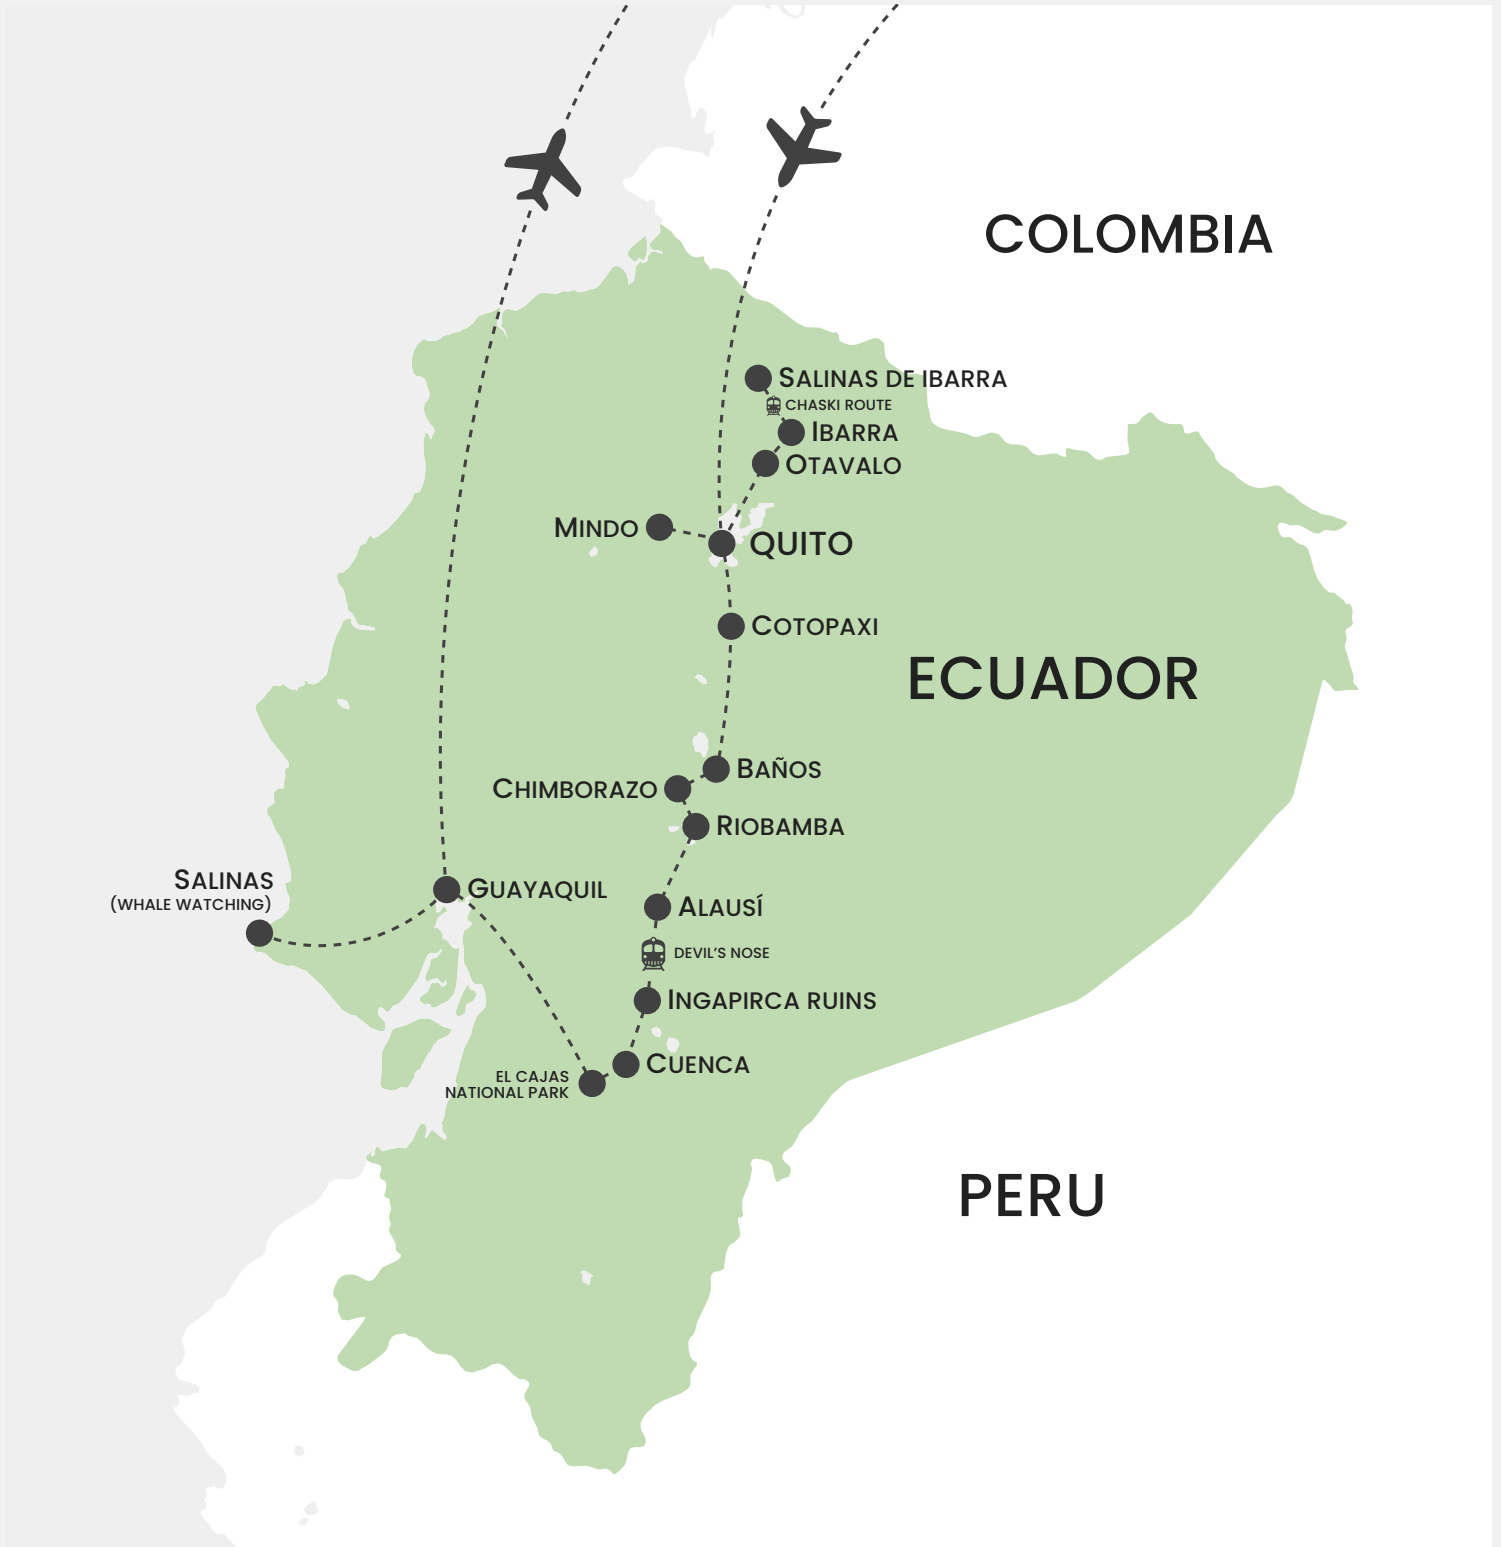 COLOMBIA
SALINAS DE IBARRA
CHASKI ROUTE
IBARRA
OTAVALO
MINDO
QUITO
COTOPAXI
ECUADOR
BAÑOS
CHIMBORAZO
RIOBAMBA
SALINAS
(WHALE WATCHING)
GUAYAQUIL
ALAUSÍ
DEVIL'S NOSE
INGAPIRCA RUINS
CUENCA
EL CAJAS
NATIONAL PARK
PERU